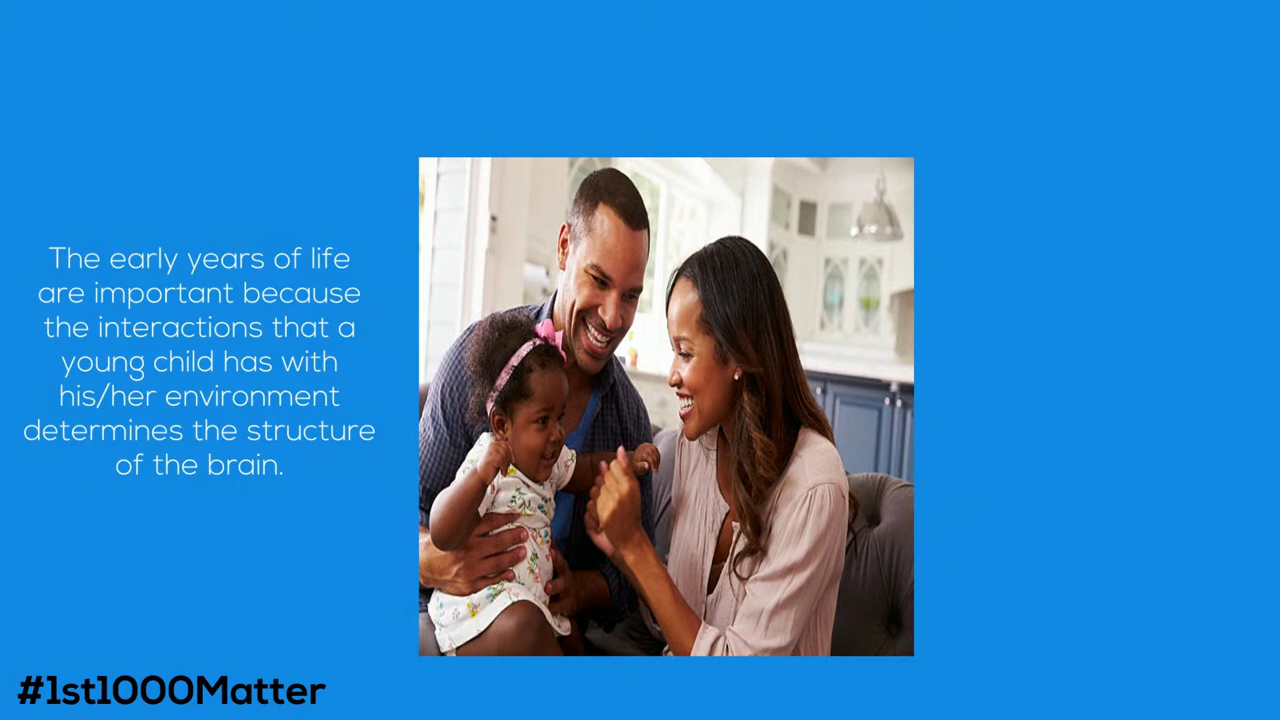 The early years of life
are important because
the interactions that a
young child has with
his/her environment
determines the structure
of the brain.
#1st1000Matter